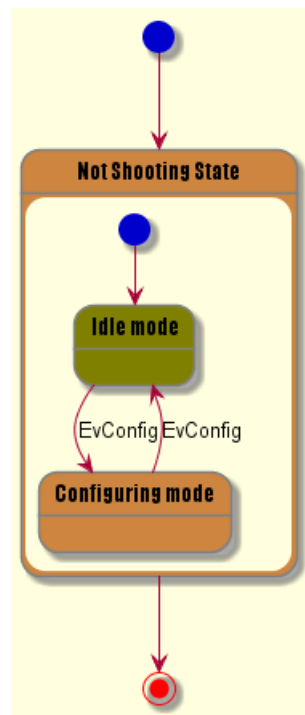 Not Shooting State
Idle mode
EvConfig EvConfig
Configuring mode